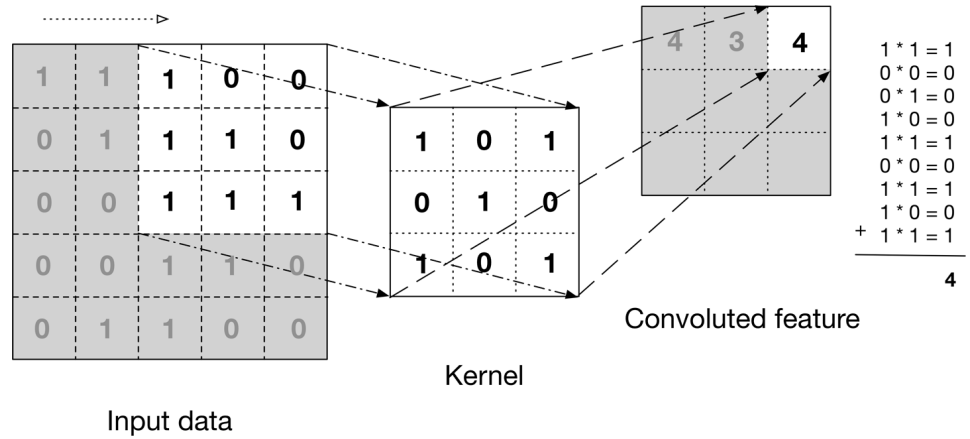 1 1 1 0 0
0 1 1 1 0
0 0 1 1 1
0 0 1 1 0
0 1 1 0 0
Input data
1 0 1
0 1 0
1 0 1
Kernel
4 3 4
Convoluted feature
1 * 1 = 1
0 * 0 = 0
0 * 1 = 0
1 * 0 = 0
1 * 1 = 1
0 * 0 = 0
1 * 1 = 1
1 * 0 = 0
+ 1 * 1 = 1
4